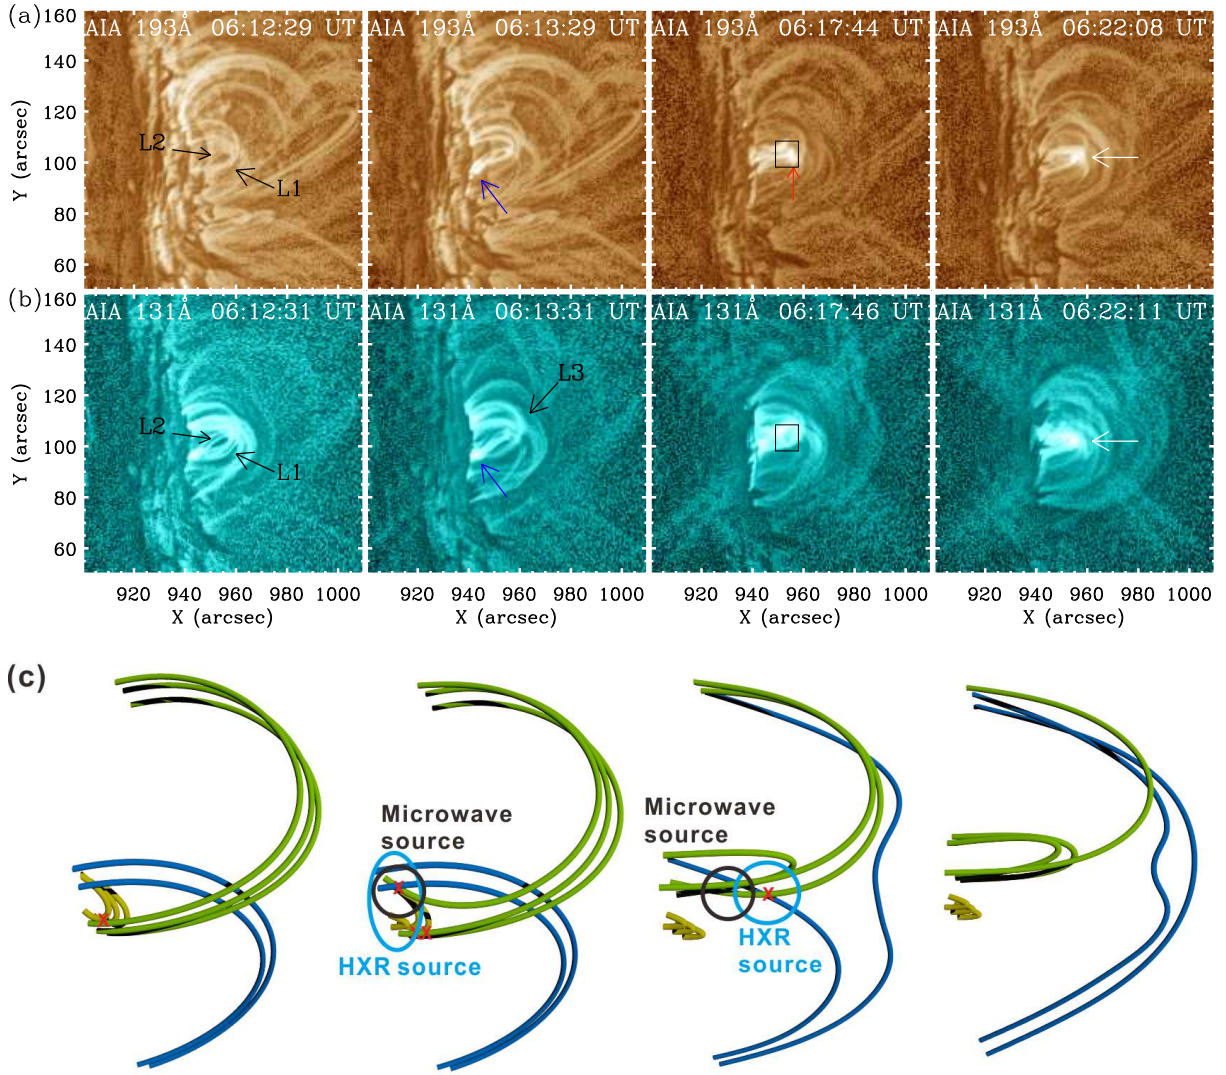 (a)
160
140
120
100
80
60
Y (arcsec)
AIA 193Å 06:12:29 UT
AIA 193Å 06:13:29 UT
AIA 193Å 06:17:44 UT
AIA 193Å 06:22:08 UT
L2
L1
(b)
160
140
120
100
80
60
Y (arcsec)
AIA 131Å 06:12:31 UT
AIA 131Å 06:13:31 UT
AIA 131Å 06:17:46 UT
AIA 131Å 06:22:11 UT
L2
L1
L3
920 940 960 980 1000
920 940 960 980 1000
920 940 960 980 1000
920 940 960 980 1000
X (arcsec)
X (arcsec)
X (arcsec)
X (arcsec)
(c)
X
Microwave
source
X
X
HXR source
Microwave
source
X
HXR
source